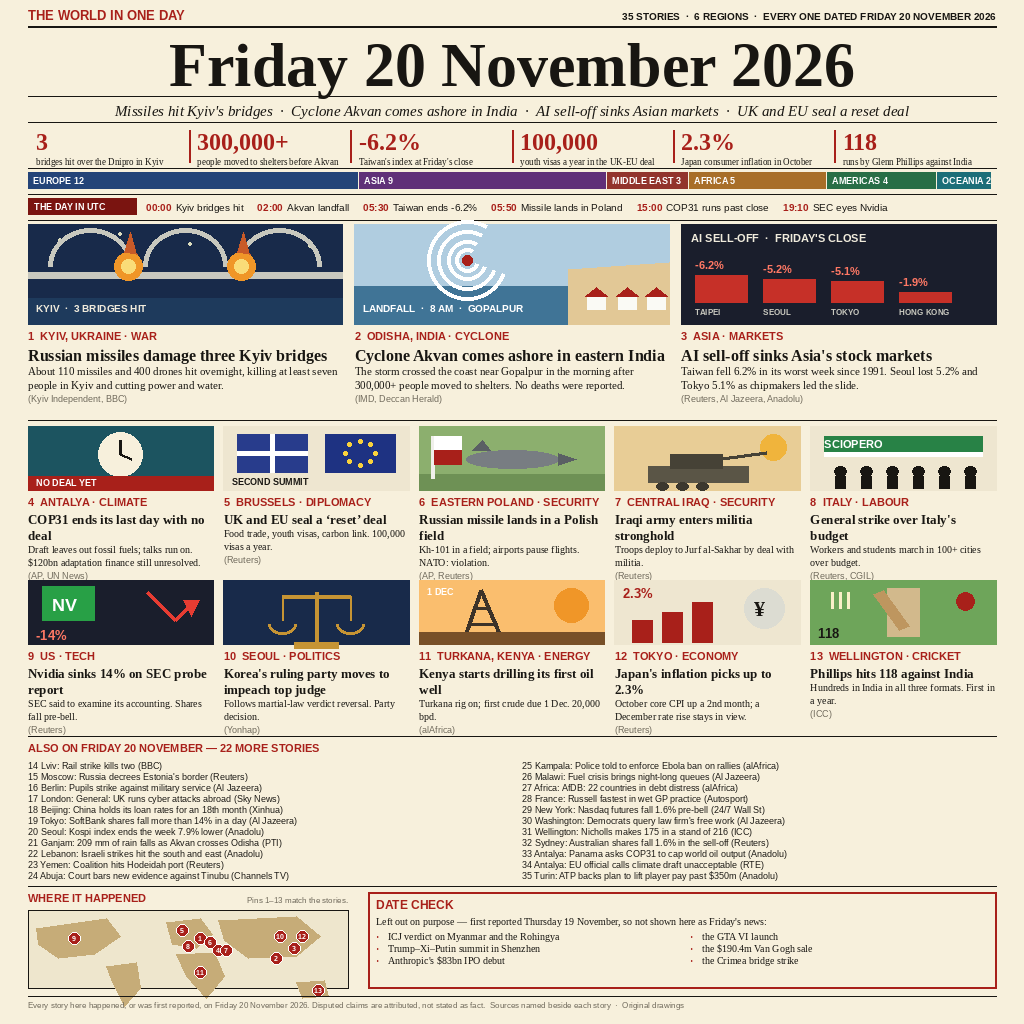 THE WORLD IN ONE DAY
35 STORIES · 6 REGIONS · EVERY ONE DATED FRIDAY 20 NOVEMBER 2026
Friday 20 November 2026
Missiles hit Kyiv's bridges · Cyclone Akvan comes ashore in India · AI sell-off sinks Asian markets · UK and EU seal a reset deal
3
bridges hit over the Dnipro in Kyiv
300,000+
people moved to shelters before Akvan
-6.2%
Taiwan's index at Friday's close
100,000
youth visas a year in the UK-EU deal
2.3%
Japan consumer inflation in October
118
runs by Glenn Phillips against India
EUROPE 12
ASIA 9
MIDDLE EAST 3
AFRICA 5
AMERICAS 4
OCEANIA 2
THE DAY IN UTC
00:00 Kyiv bridges hit
02:00 Akvan landfall
05:30 Taiwan ends -6.2%
05:50 Missile lands in Poland
15:00 COP31 runs past close
19:10 SEC eyes Nvidia
KYIV · 3 BRIDGES HIT
1 KYIV, UKRAINE · WAR
Russian missiles damage three Kyiv bridges
About 110 missiles and 400 drones hit overnight, killing at least seven
people in Kyiv and cutting power and water.
(Kyiv Independent, BBC)
LANDFALL · 8 AM · GOPALPUR
2 ODISHA, INDIA · CYCLONE
Cyclone Akvan comes ashore in eastern India
The storm crossed the coast near Gopalpur in the morning after
300,000+ people moved to shelters. No deaths were reported.
(IMD, Deccan Herald)
AI SELL-OFF · FRIDAY'S CLOSE
-6.2%
-5.2%
-5.1%
-1.9%
TAIPEI
SEOUL
TOKYO
HONG KONG
3 ASIA · MARKETS
AI sell-off sinks Asia's stock markets
Taiwan fell 6.2% in its worst week since 1991. Seoul lost 5.2% and
Tokyo 5.1% as chipmakers led the slide.
(Reuters, Al Jazeera, Anadolu)
NO DEAL YET
4 ANTALYA · CLIMATE
COP31 ends its last day with no
deal
Draft leaves out fossil fuels; talks run on.
$120bn adaptation finance still unresolved.
(AP, UN News)
SECOND SUMMIT
5 BRUSSELS · DIPLOMACY
UK and EU seal a ‘reset’ deal
Food trade, youth visas, carbon link. 100,000
visas a year.
(Reuters)
6 EASTERN POLAND · SECURITY
Russian missile lands in a Polish
field
Kh-101 in a field; airports pause flights.
NATO: violation.
(AP, Reuters)
7 CENTRAL IRAQ · SECURITY
Iraqi army enters militia
stronghold
Troops deploy to Jurf al-Sakhar by deal with
militia.
(Reuters)
SCIOPERO
8 ITALY · LABOUR
General strike over Italy's
budget
Workers and students march in 100+ cities
over budget.
(Reuters, CGIL)
NV
-14%
9 US · TECH
Nvidia sinks 14% on SEC probe
report
SEC said to examine its accounting. Shares
fall pre-bell.
(Reuters)
10 SEOUL · POLITICS
Korea's ruling party moves to
impeach top judge
Follows martial-law verdict reversal. Party
decision.
(Yonhap)
1 DEC
11 TURKANA, KENYA · ENERGY
Kenya starts drilling its first oil
well
Turkana rig on; first crude due 1 Dec. 20,000
bpd.
(alAfrica)
2.3%
¥
12 TOKYO · ECONOMY
Japan's inflation picks up to
2.3%
October core CPI up a 2nd month; a
December rate rise stays in view.
(Reuters)
118
13 WELLINGTON · CRICKET
Phillips hits 118 against India
Hundreds in India in all three formats. First in
a year.
(ICC)
ALSO ON FRIDAY 20 NOVEMBER — 22 MORE STORIES
14 Lviv: Rail strike kills two (BBC)
15 Moscow: Russia decrees Estonia's border (Reuters)
16 Berlin: Pupils strike against military service (Al Jazeera)
17 London: General: UK runs cyber attacks abroad (Sky News)
18 Beijing: China holds its loan rates for an 18th month (Xinhua)
19 Tokyo: SoftBank shares fall more than 14% in a day (Al Jazeera)
20 Seoul: Kospi index ends the week 7.9% lower (Anadolu)
21 Ganjam: 209 mm of rain falls as Akvan crosses Odisha (PTI)
22 Lebanon: Israeli strikes hit the south and east (Anadolu)
23 Yemen: Coalition hits Hodeidah port (Reuters)
24 Abuja: Court bars new evidence against Tinubu (Channels TV)
25 Kampala: Police told to enforce Ebola ban on rallies (alAfrica)
26 Malawi: Fuel crisis brings night-long queues (Al Jazeera)
27 Africa: AfDB: 22 countries in debt distress (alAfrica)
28 France: Russell fastest in wet GP practice (Autosport)
29 New York: Nasdaq futures fall 1.6% pre-bell (24/7 Wall St)
30 Washington: Democrats query law firm's free work (Al Jazeera)
31 Wellington: Nicholls makes 175 in a stand of 216 (ICC)
32 Sydney: Australian shares fall 1.6% in the sell-off (Reuters)
33 Antalya: Panama asks COP31 to cap world oil output (Anadolu)
34 Antalya: EU official calls climate draft unacceptable (RTE)
35 Turin: ATP backs plan to lift player pay past $350m (Anadolu)
WHERE IT HAPPENED
Pins 1–13 match the stories.
9
5
1
6
8
4
7
11
10
12
3
2
13
DATE CHECK
Left out on purpose — first reported Thursday 19 November, so not shown here as Friday's news:
· ICJ verdict on Myanmar and the Rohingya
· Trump–Xi–Putin summit in Shenzhen
· Anthropic's $83bn IPO debut
· the GTA VI launch
· the $190.4m Van Gogh sale
· the Crimea bridge strike
Every story here happened, or was first reported, on Friday 20 November 2026. Disputed claims are attributed, not stated as fact. Sources named beside each story · Original drawings